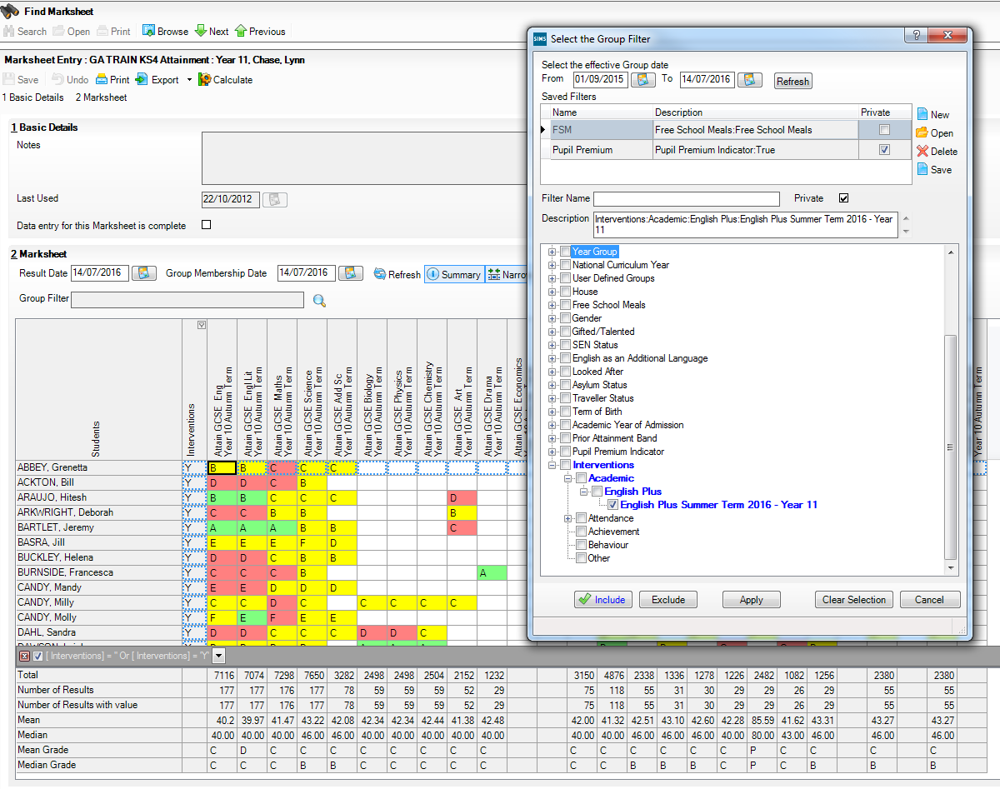 Find Marksheet
Search Open Print Browse Next Previous
Marksheet Entry : GA TRAIN KS4 Attainment : Year 11, Chase, Lynn
Save Undo Print Export Calculate
1 Basic Details 2 Marksheet
1 Basic Details
Notes
Last Used 22/10/2012
Data entry for this Marksheet is complete
2 Marksheet
Result Date 14/07/2016 Group Membership Date 14/07/2016 Refresh Summary Narrow
Group Filter
Students
Interventions
Attain GCSE Eng Year 10 Autumn Term
Attain GCSE Engl Lit Year 10 Autumn Term
Attain GCSE Maths Year 10 Autumn Term
Attain GCSE Science Year 10 Autumn Term
Attain GCSE Add Sc Year 10 Autumn Term
Attain GCSE Biology Year 10 Autumn Term
Attain GCSE Physics Year 10 Autumn Term
Attain GCSE Chemistry Year 10 Autumn Term
Attain GCSE Art Year 10 Autumn Term
Attain GCSE Drama Year 10 Autumn Term
Attain GCSE Economics
ABBEY, Grenetta Y B B C C C
ACKTON, Bill Y D D C B
ARAUJO, Hitesh Y B B C C C D
ARKWRIGHT, Deborah Y C C B B B
BARTLET, Jeremy Y A A A B B C
BASRA, Jill Y E E E F D
BUCKLEY, Helena Y D D C B B
BURNSIDE, Francesca Y C C C B A
CANDY, Mandy Y E E D D D
CANDY, Milly Y C C D C C C C C
CANDY, Molly Y F E F E E
DAHL, Sandra Y D D C C C D D C
[ Interventions] = '' Or [ Interventions] = 'Y'
Total 7116 7074 7298 7650 3282 2498 2498 2504 2152 1232 3150 4876 2338 1336 1278 1226 2482 1082 1256 2380 2380
Number of Results 177 177 176 177 78 59 59 59 52 29 75 118 55 31 30 29 29 26 29 55 55
Number of Results with value 177 177 176 177 78 59 59 59 52 29 75 118 55 31 30 29 29 26 29 55 55
Mean 40.2 39.97 41.47 43.22 42.08 42.34 42.34 42.44 41.38 42.48 42.00 41.32 42.51 43.10 42.60 42.28 85.59 41.62 43.31 43.27 43.27
Median 40.00 40.00 40.00 46.00 46.00 40.00 40.00 40.00 40.00 40.00 40.00 40.00 46.00 46.00 46.00 40.00 80.00 43.00 46.00 46.00 46.00
Mean Grade C D C C C C C C C C C C C C C C P C C C C
Median Grade C C C B B C C C C C C C B B B C P C B B B
SIMS Select the Group Filter
Select the effective Group date
From 01/09/2015 To 14/07/2016 Refresh
Saved Filters
Name Description Private
FSM Free School Meals:Free School Meals
Pupil Premium Pupil Premium Indicator:True
New
Open
Delete
Save
Filter Name Private
Description Interventions:Academic:English Plus:English Plus Summer Term 2016 - Year
11
Year Group
National Curriculum Year
User Defined Groups
House
Free School Meals
Gender
Gifted/Talented
SEN Status
English as an Additional Language
Looked After
Asylum Status
Traveller Status
Term of Birth
Academic Year of Admission
Prior Attainment Band
Pupil Premium Indicator
Interventions
Academic
English Plus
English Plus Summer Term 2016 - Year 11
Attendance
Achievement
Behaviour
Other
Include Exclude Apply Clear Selection Cancel